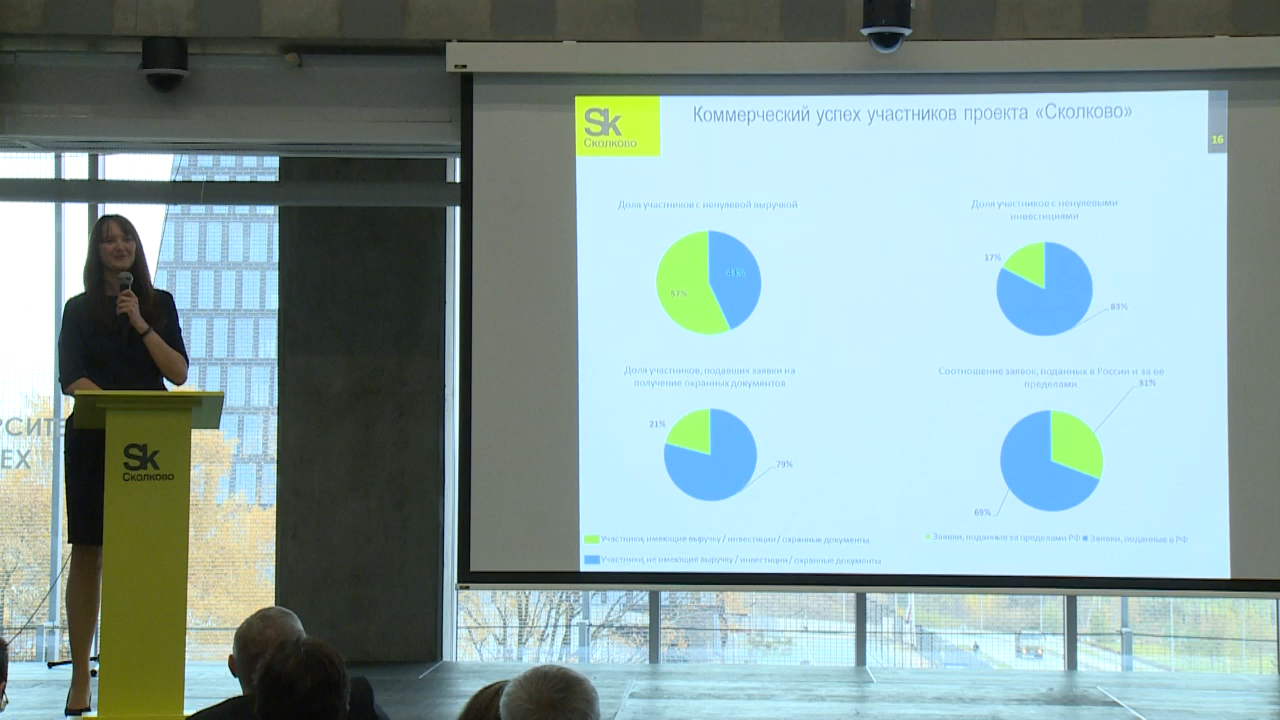 Sk
Сколково
Коммерческий успех участников проекта «Сколково»
16
Доля участников с ненулевой выручкой
57%
43%
Доля участников с ненулевыми
инвестициями
17%
83%
Доля участников, подавших заявки на
получение охранных документов
21%
79%
Соотношение заявок, поданных в России и за ее
пределами
31%
69%
Участники, имеющие выручку / инвестиции / охранные документы
Участники, не имеющие выручку / инвестиции / охранные документы
Заявки, поданные за пределами РФ Заявки, поданные в РФ
Sk
Сколково
РСИТЕ
ЕХ